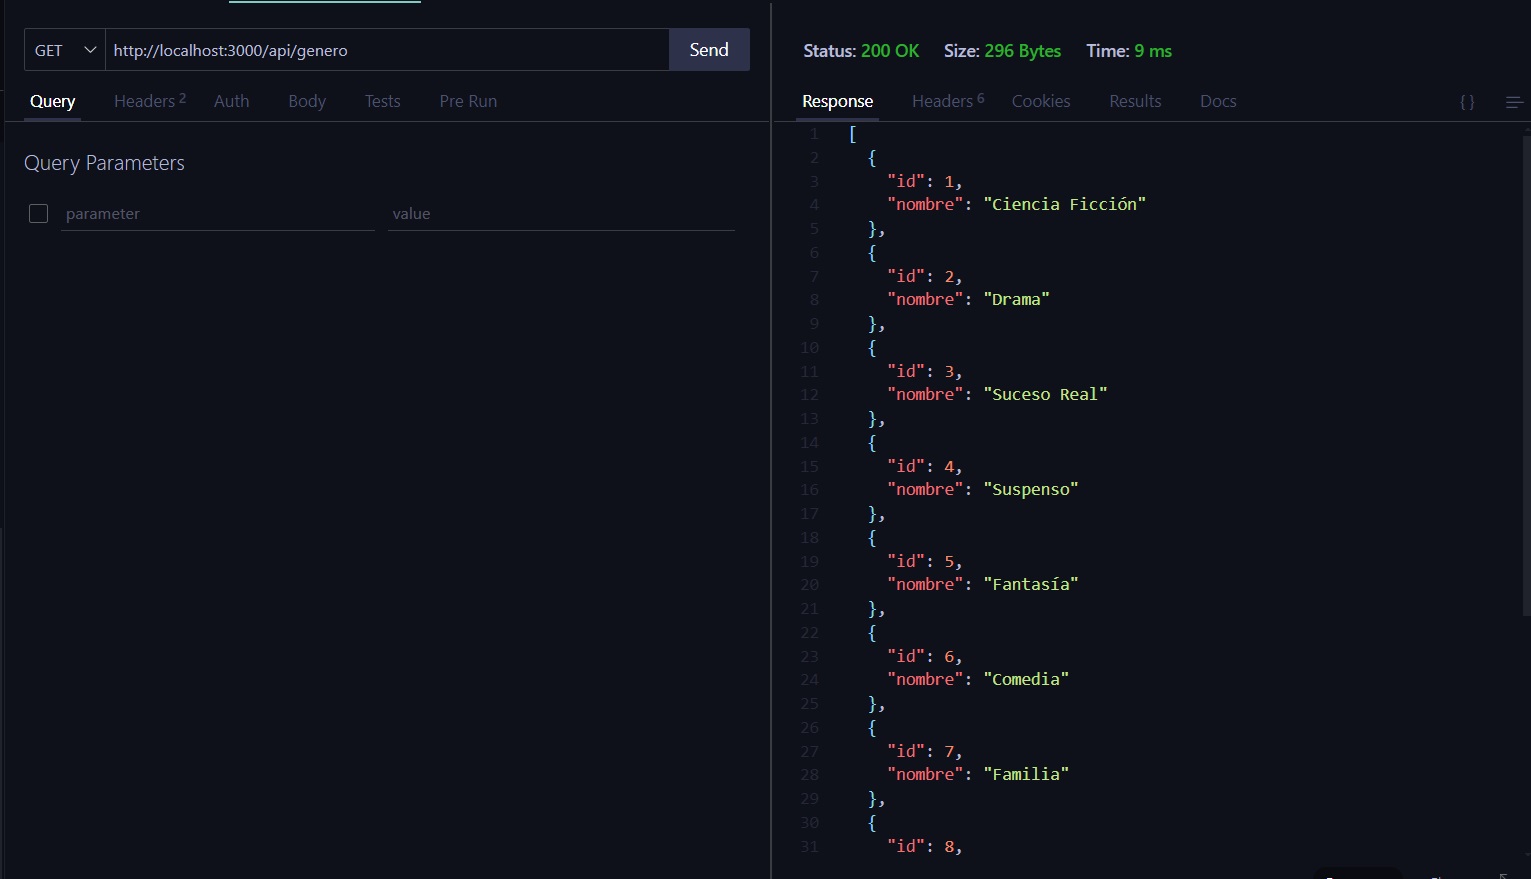 GET http://localhost:3000/api/genero Send
Query Headers 2 Auth Body Tests Pre Run
Query Parameters
parameter value
Status: 200 OK Size: 296 Bytes Time: 9 ms
Response Headers 6 Cookies Results Docs { }
1 [
2 {
3 "id": 1,
4 "nombre": "Ciencia Ficción"
5 },
6 {
7 "id": 2,
8 "nombre": "Drama"
9 },
10 {
11 "id": 3,
12 "nombre": "Suceso Real"
13 },
14 {
15 "id": 4,
16 "nombre": "Suspenso"
17 },
18 {
19 "id": 5,
20 "nombre": "Fantasía"
21 },
22 {
23 "id": 6,
24 "nombre": "Comedia"
25 },
26 {
27 "id": 7,
28 "nombre": "Familia"
29 },
30 {
31 "id": 8,